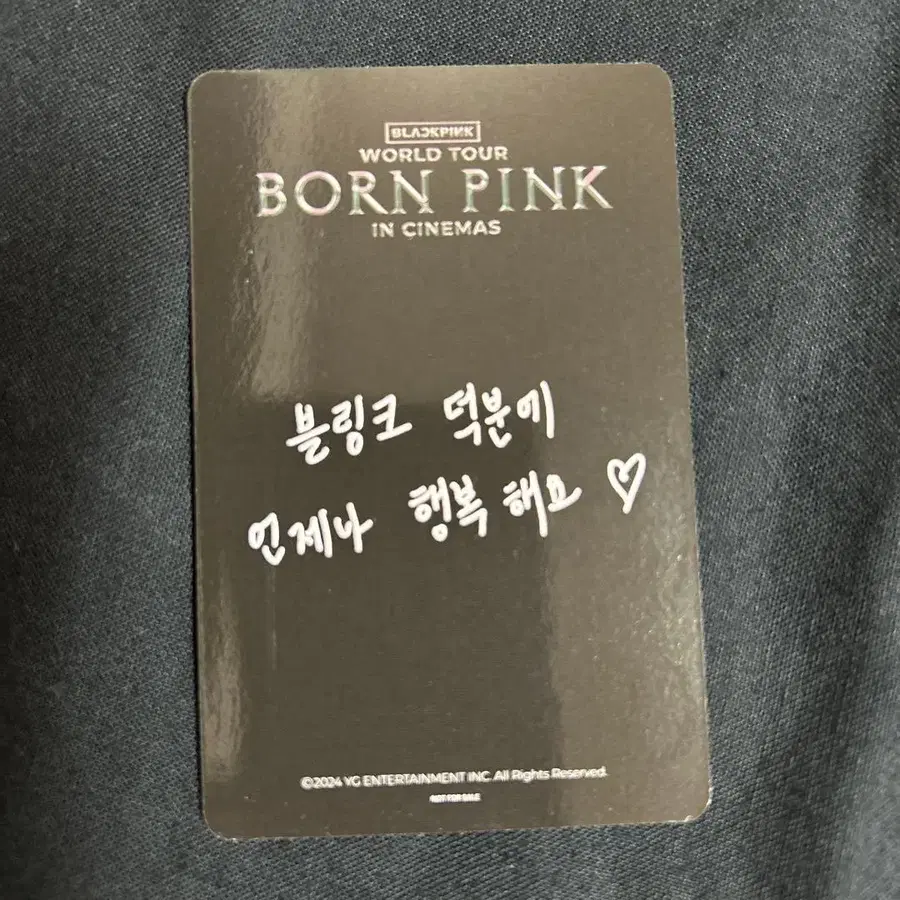 BLACKPINK
WORLD TOUR
BORN PINK
IN CINEMAS
블링크 덕분에
언제나 행복해요 ♡
©2024 YG ENTERTAINMENT INC. All Rights Reserved.
NOT FOR SALE